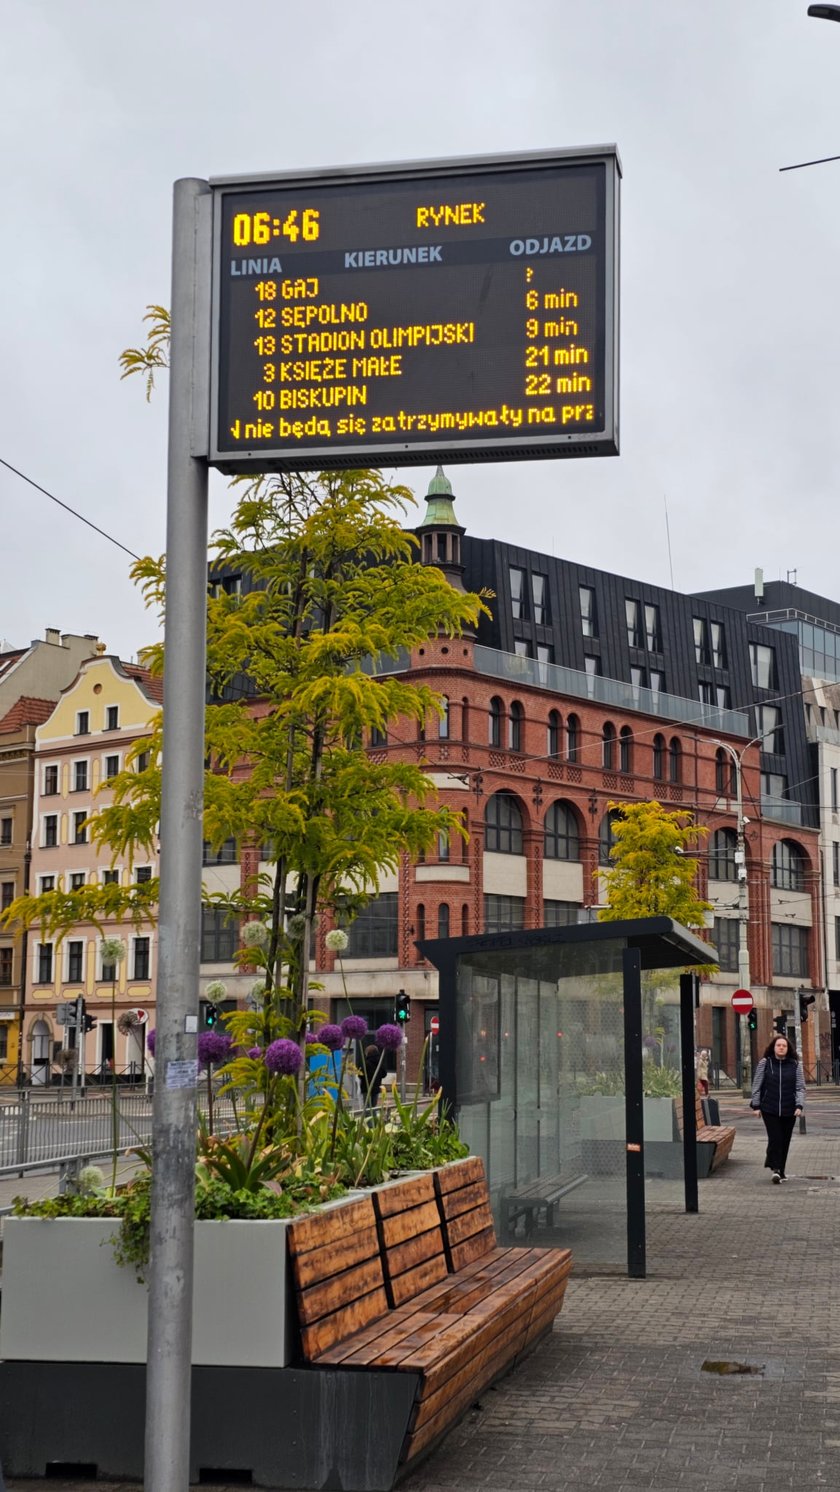 06:46 RYNEK
LINIA KIERUNEK ODJAZD
18 GAJ ?
12 SĘPOLNO 6 min
13 STADION OLIMPIJSKI 9 min
3 KSIĘŻE MAŁE 21 min
10 BISKUPIN 22 min
nie będą się zatrzymywały na prz